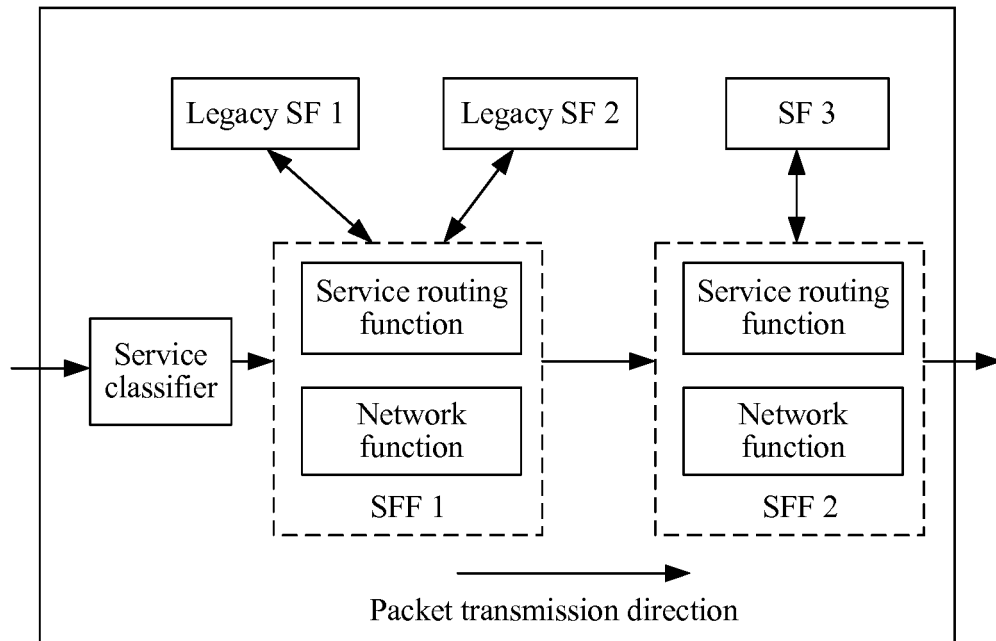 Legacy SF 1
Legacy SF 2
SF 3
Service
classifier
Service routing
function
Network
function
SFF 1
Service routing
function
Network
function
SFF 2
Packet transmission direction